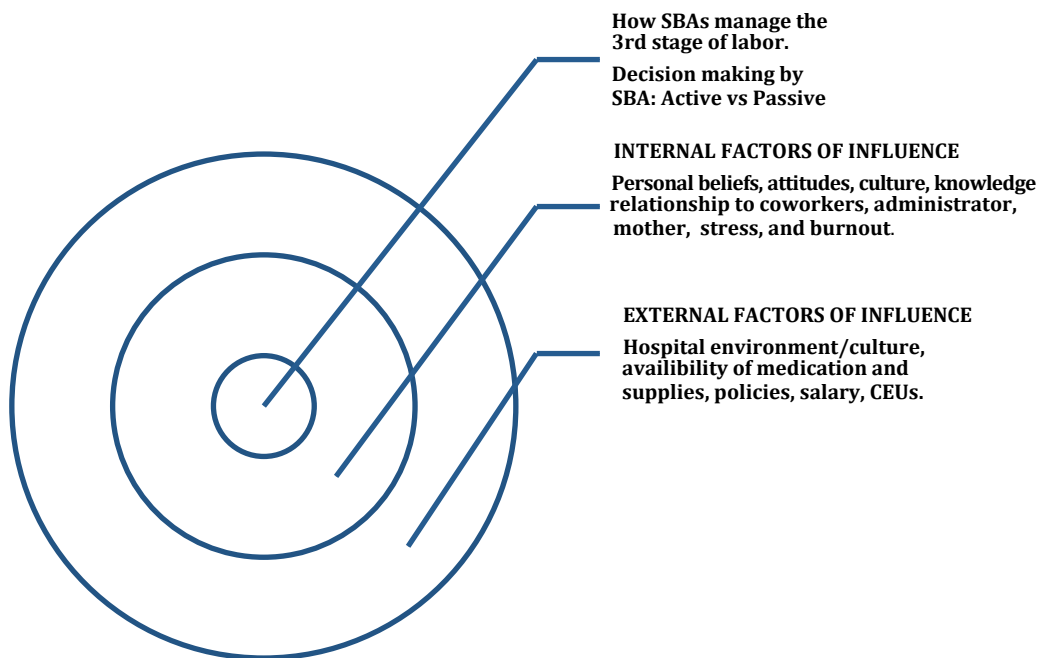 How SBAs manage the
3rd stage of labor.
Decision making by
SBA: Active vs Passive
INTERNAL FACTORS OF INFLUENCE
Personal beliefs, attitudes, culture, knowledge
relationship to coworkers, administrator,
mother, stress, and burnout.
EXTERNAL FACTORS OF INFLUENCE
Hospital environment/culture,
availibility of medication and
supplies, policies, salary, CEUs.